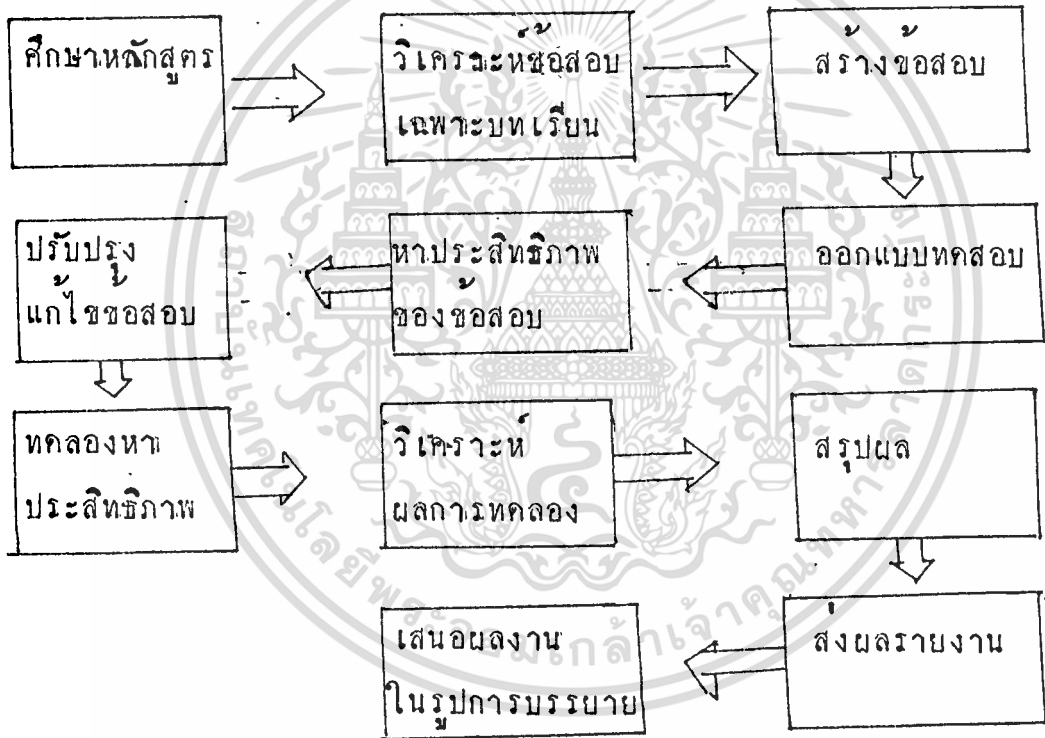 ศึกษาหลักสูตร
วิเคราะห์ข้อสอบ
เฉพาะบทเรียน
สร้างข้อสอบ
ออกแบบทดสอบ
หาประสิทธิภาพ
ของข้อสอบ
ปรับปรุง
แก้ไขข้อสอบ
ทดลองหา
ประสิทธิภาพ
วิเคราะห์
ผลการทดลอง
สรุปผล
ส่งผลรายงาน
เสนอผลงาน
ในรูปการบรรยาย